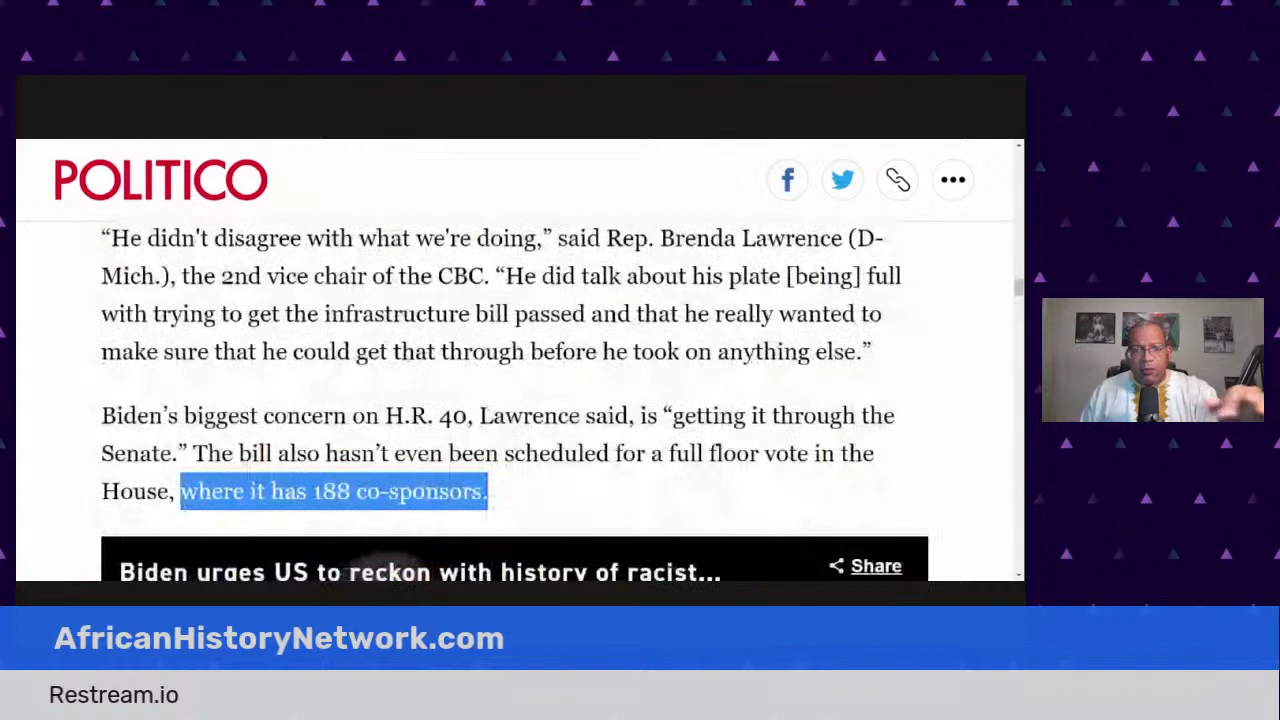 POLITICO
“He didn't disagree with what we're doing,” said Rep. Brenda Lawrence (D-
Mich.), the 2nd vice chair of the CBC. “He did talk about his plate [being] full
with trying to get the infrastructure bill passed and that he really wanted to
make sure that he could get that through before he took on anything else.”
Biden’s biggest concern on H.R. 40, Lawrence said, is “getting it through the
Senate.” The bill also hasn’t even been scheduled for a full floor vote in the
House, where it has 188 co-sponsors.
Biden urges US to reckon with history of racist...
Share
AfricanHistoryNetwork.com
Restream.io